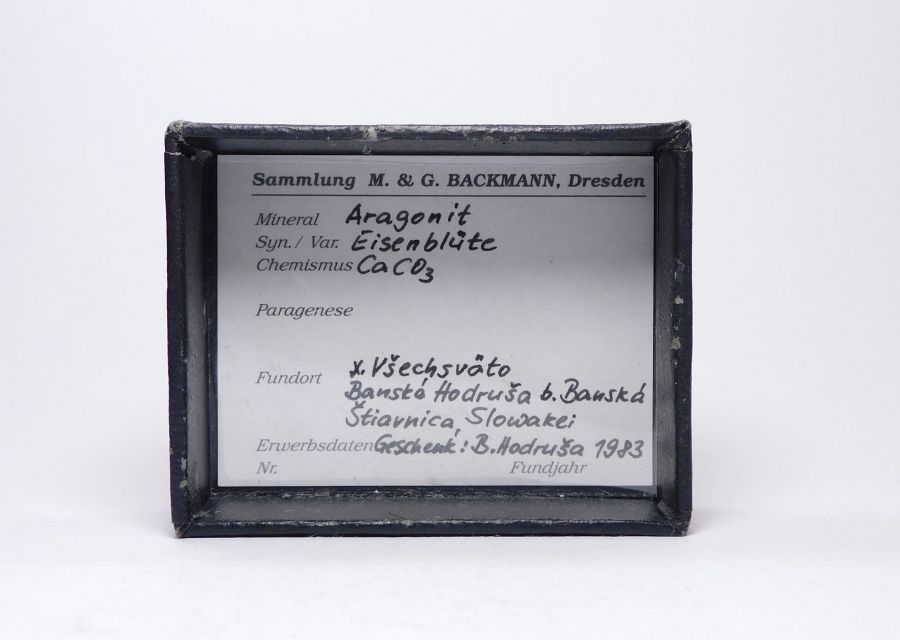 Sammlung M. & G. BACKMANN, Dresden
Mineral Aragonit
Syn./ Var. Eisenblüte
Chemismus CaCO3
Paragenese
Fundort x. Všechsväto
Banská Hodruša b. Banská
Štiavnica, Slowakei
Erwerbsdaten Geschenk: B. Hodruša 1983
Nr. Fundjahr